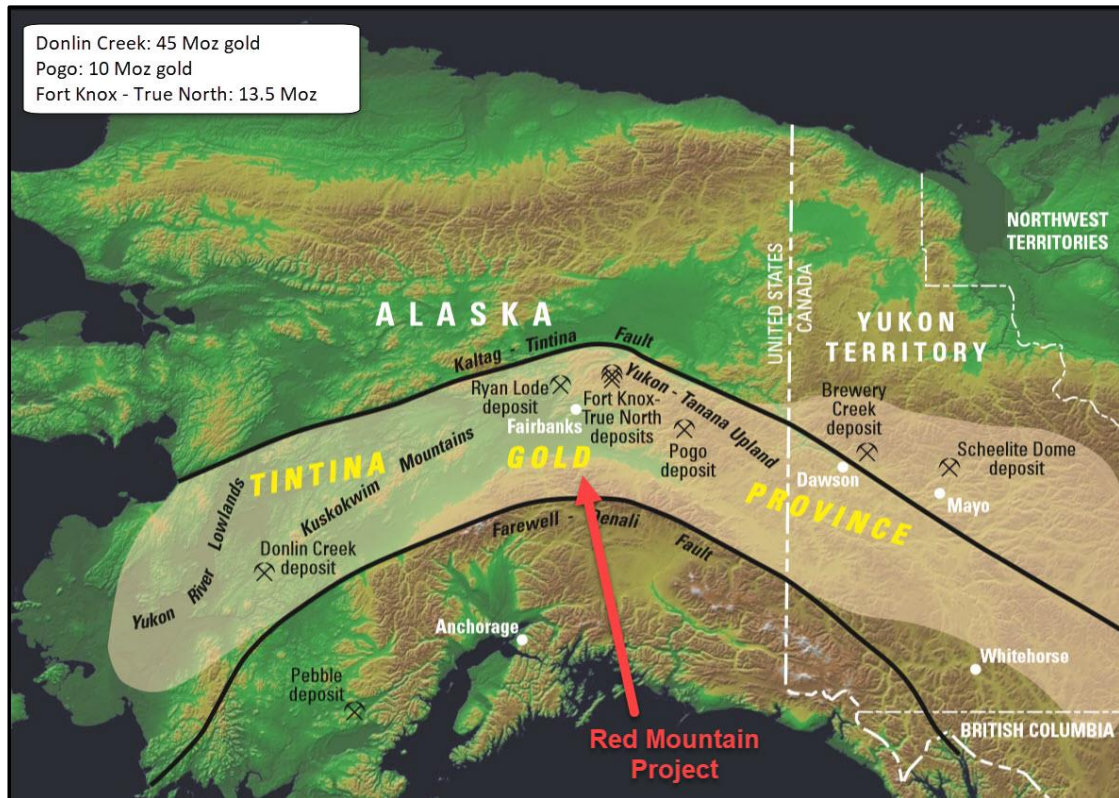 Donlin Creek: 45 Moz gold
Pogo: 10 Moz gold
Fort Knox - True North: 13.5 Moz
NORTHWEST
TERRITORIES
UNITED STATES
CANADA
ALASKA
YUKON
TERRITORY
Kaltag - Tintina Fault
Ryan Lode
deposit
Fairbanks
Fort Knox-
True North
deposits
Yukon - Tanana Upland
Pogo
deposit
Brewery
Creek
deposit
Scheelite Dome
deposit
Dawson
Mayo
TINTINA GOLD PROVINCE
Kuskokwim Mountains
Yukon River Lowlands
Donlin Creek
deposit
Farewell - Denali Fault
Anchorage
Pebble
deposit
Whitehorse
BRITISH COLUMBIA
Red Mountain
Project